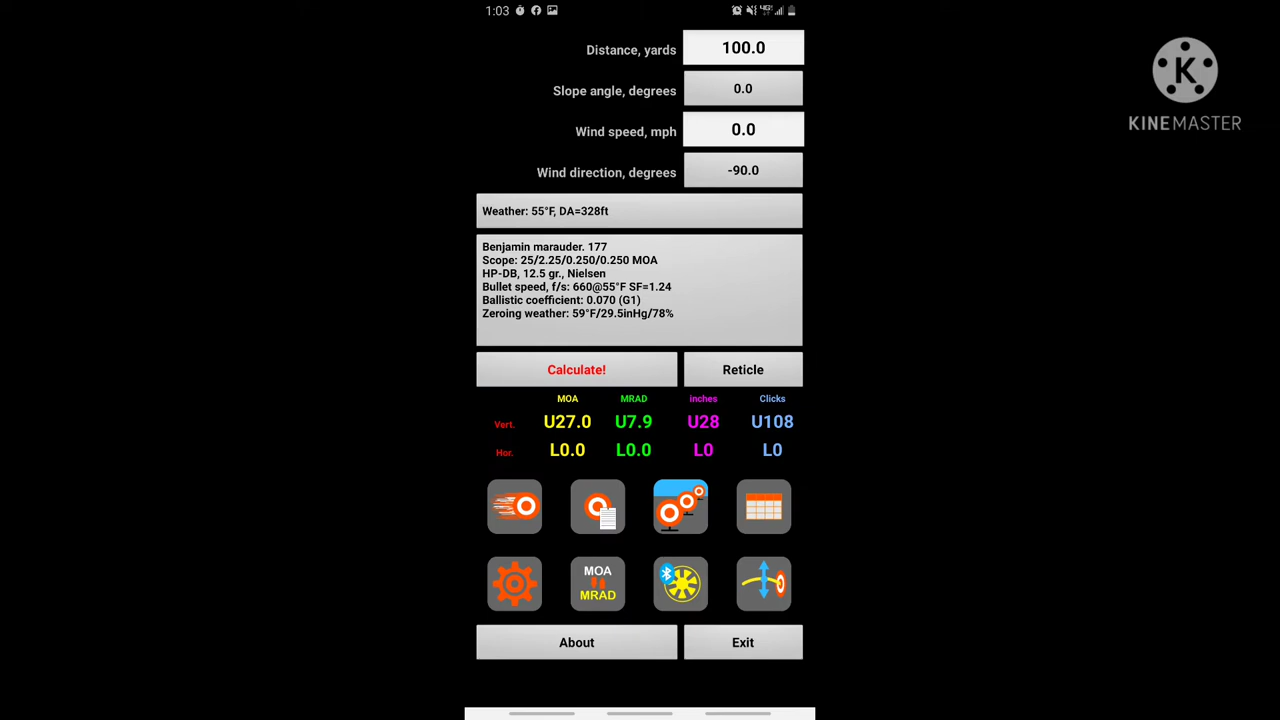 1:03
Distance, yards 100.0
K
KINEMASTER
Slope angle, degrees 0.0
Wind speed, mph 0.0
Wind direction, degrees -90.0
Weather: 55°F, DA=328ft
Benjamin marauder. 177
Scope: 25/2.25/0.250/0.250 MOA
HP-DB, 12.5 gr., Nielsen
Bullet speed, f/s: 660@55°F SF=1.24
Ballistic coefficient: 0.070 (G1)
Zeroing weather: 59°F/29.5inHg/78%
Calculate! Reticle
MOA MRAD inches Clicks
Vert. U27.0 U7.9 U28 U108
Hor. L0.0 L0.0 L0 L0
MOA
MRAD
About Exit